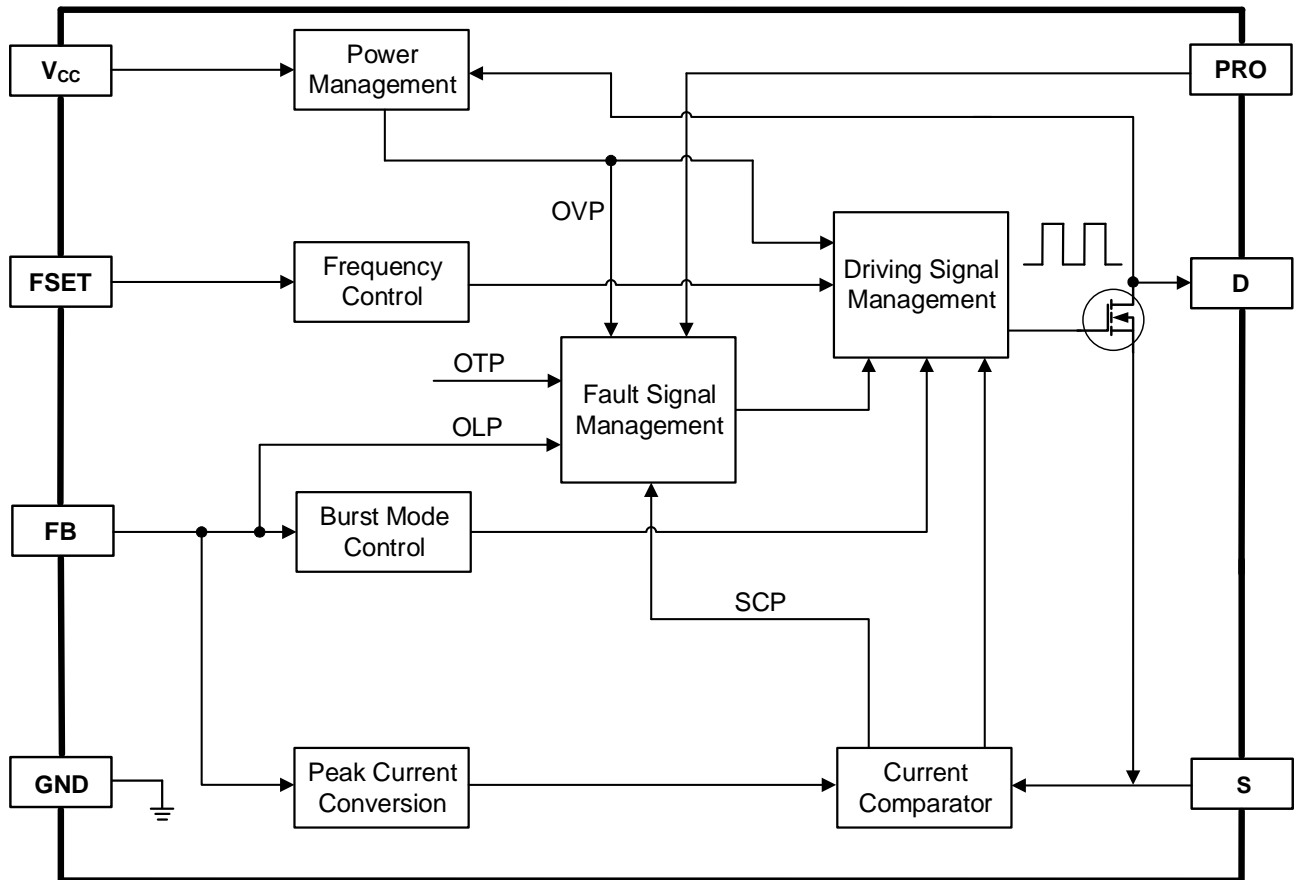 Power
Management
VCC
PRO
OVP
Driving Signal
Management
FSET
Frequency
Control
D
OTP
Fault Signal
Management
OLP
FB
Burst Mode
Control
SCP
GND
Peak Current
Conversion
Current
Comparator
S